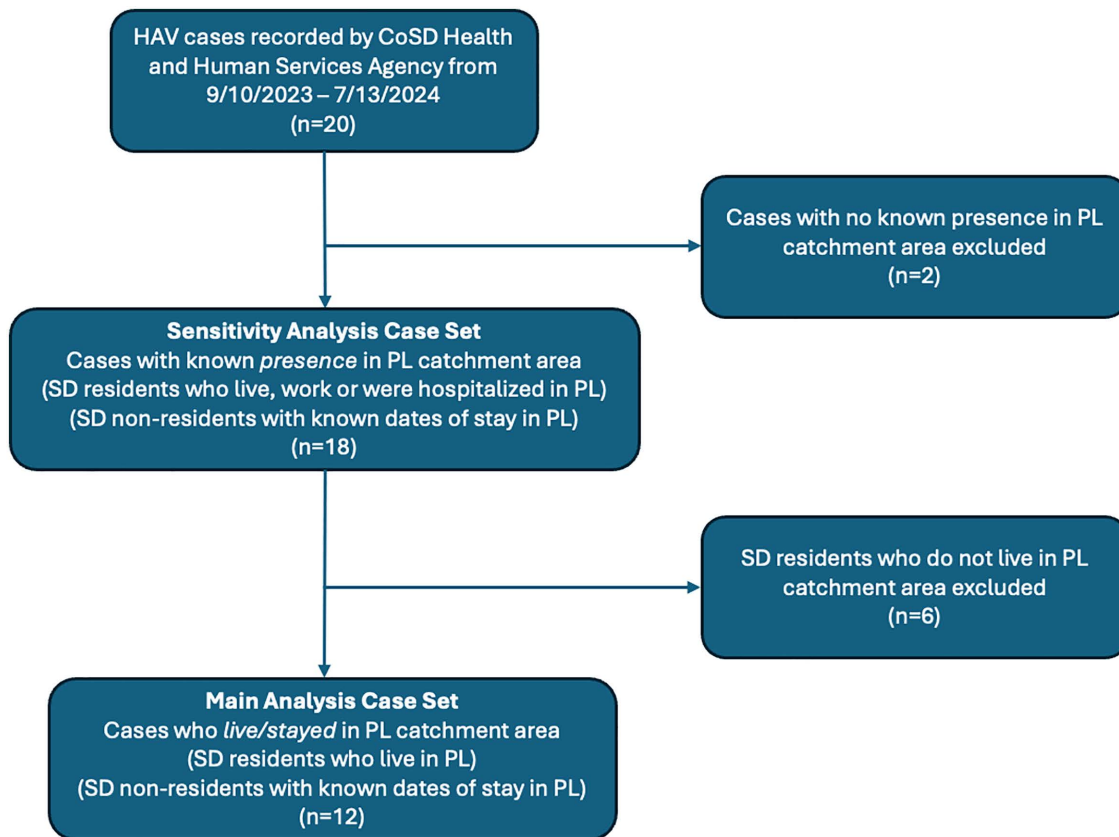 HAV cases recorded by CoSD Health
and Human Services Agency from
9/10/2023 – 7/13/2024
(n=20)
Cases with no known presence in PL
catchment area excluded
(n=2)
Sensitivity Analysis Case Set
Cases with known presence in PL catchment area
(SD residents who live, work or were hospitalized in PL)
(SD non-residents with known dates of stay in PL)
(n=18)
SD residents who do not live in PL
catchment area excluded
(n=6)
Main Analysis Case Set
Cases who live/stayed in PL catchment area
(SD residents who live in PL)
(SD non-residents with known dates of stay in PL)
(n=12)